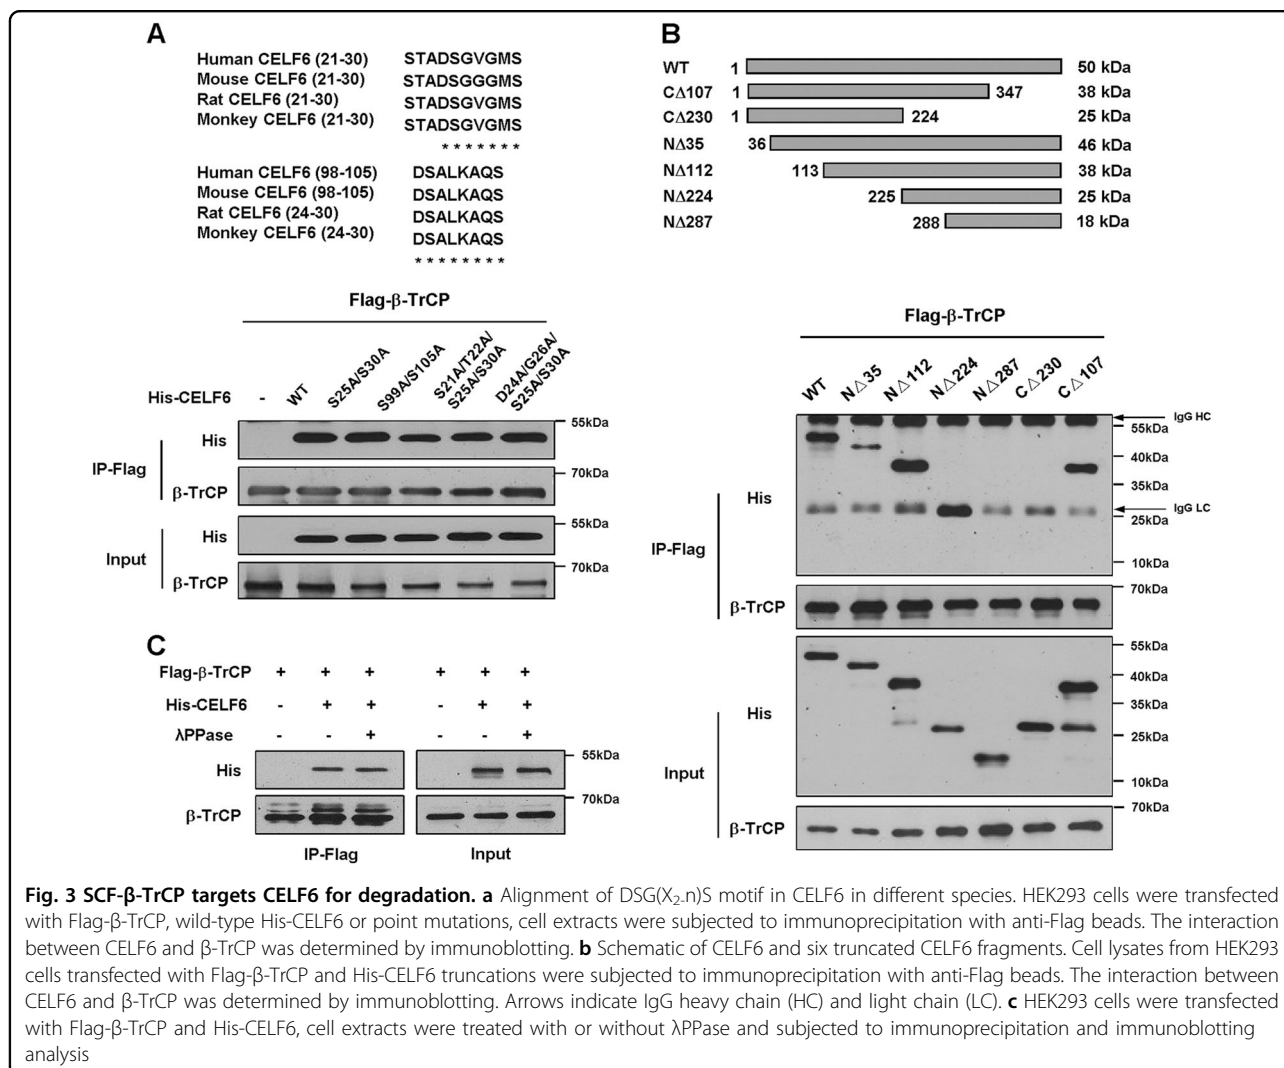 A
Human CELF6 (21-30) STADSGVGMS
Mouse CELF6 (21-30) STADSGGGMS
Rat CELF6 (21-30) STADSGVGMS
Monkey CELF6 (21-30) STADSGVGMS
* * * * * * *
Human CELF6 (98-105) DSALKAQS
Mouse CELF6 (98-105) DSALKAQS
Rat CELF6 (24-30) DSALKAQS
Monkey CELF6 (24-30) DSALKAQS
* * * * * * * *
Flag-β-TrCP
His-CELF6 - WT S25A/S30A S99A/S105A S21A/T22A/S25A/S30A D24A/G26A/S25A/S30A
IP-Flag
His 55kDa
β-TrCP 70kDa
Input
His 55kDa
β-TrCP 70kDa
B
WT 1 50 kDa
CΔ107 1 347 38 kDa
CΔ230 1 224 25 kDa
NΔ35 36 46 kDa
NΔ112 113 38 kDa
NΔ224 225 25 kDa
NΔ287 288 18 kDa
Flag-β-TrCP
WT N△35 N△112 N△224 N△287 C△230 C△107
IP-Flag
His
IgG HC
55kDa
40kDa
35kDa
IgG LC
25kDa
10kDa
β-TrCP 70kDa
Input
His
55kDa
40kDa
35kDa
25kDa
10kDa
β-TrCP 70kDa
C
Flag-β-TrCP + + + + + +
His-CELF6 - + + - + +
λPPase - - + - - +
His 55kDa
β-TrCP 70kDa
IP-Flag Input
Fig. 3 SCF-β-TrCP targets CELF6 for degradation. a Alignment of DSG(X2-n)S motif in CELF6 in different species. HEK293 cells were transfected
with Flag-β-TrCP, wild-type His-CELF6 or point mutations, cell extracts were subjected to immunoprecipitation with anti-Flag beads. The interaction
between CELF6 and β-TrCP was determined by immunoblotting. b Schematic of CELF6 and six truncated CELF6 fragments. Cell lysates from HEK293
cells transfected with Flag-β-TrCP and His-CELF6 truncations were subjected to immunoprecipitation with anti-Flag beads. The interaction between
CELF6 and β-TrCP was determined by immunoblotting. Arrows indicate IgG heavy chain (HC) and light chain (LC). c HEK293 cells were transfected
with Flag-β-TrCP and His-CELF6, cell extracts were treated with or without λPPase and subjected to immunoprecipitation and immunoblotting
analysis